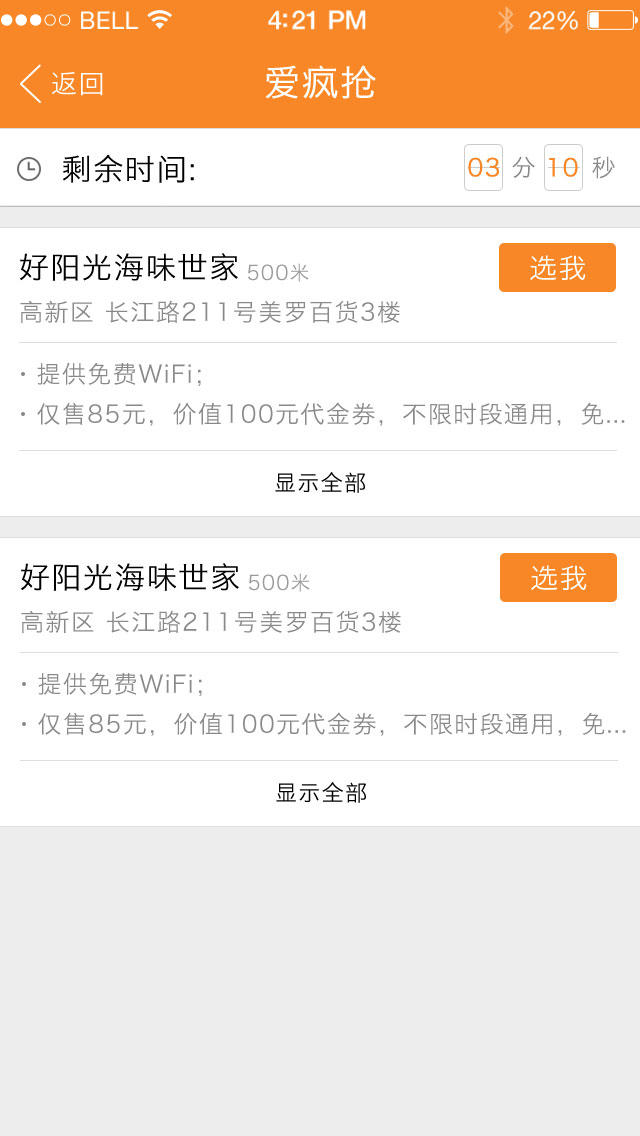 BELL 4:21 PM 22%
返回 爱疯抢
剩余时间: 03 分 10 秒
好阳光海味世家 500米 选我
高新区 长江路211号美罗百货3楼
· 提供免费WiFi;
· 仅售85元，价值100元代金券，不限时段通用，免...
显示全部
好阳光海味世家 500米 选我
高新区 长江路211号美罗百货3楼
· 提供免费WiFi;
· 仅售85元，价值100元代金券，不限时段通用，免...
显示全部